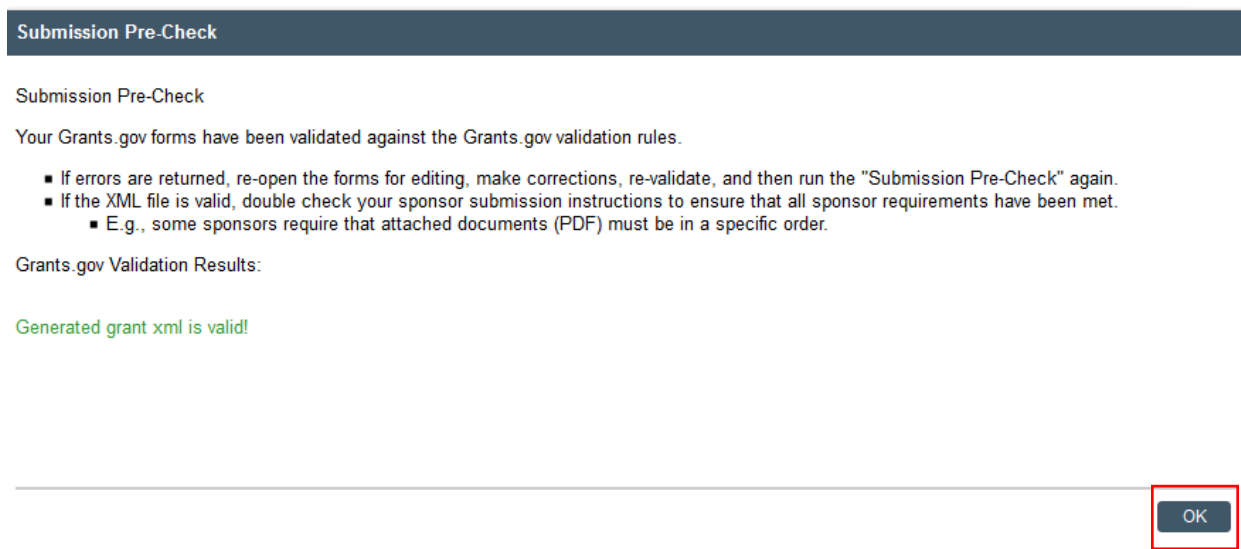 Submission Pre-Check
Submission Pre-Check
Your Grants.gov forms have been validated against the Grants.gov validation rules.
▪ If errors are returned, re-open the forms for editing, make corrections, re-validate, and then run the "Submission Pre-Check" again.
▪ If the XML file is valid, double check your sponsor submission instructions to ensure that all sponsor requirements have been met.
▪ E.g., some sponsors require that attached documents (PDF) must be in a specific order.
Grants.gov Validation Results:
Generated grant xml is valid!
OK